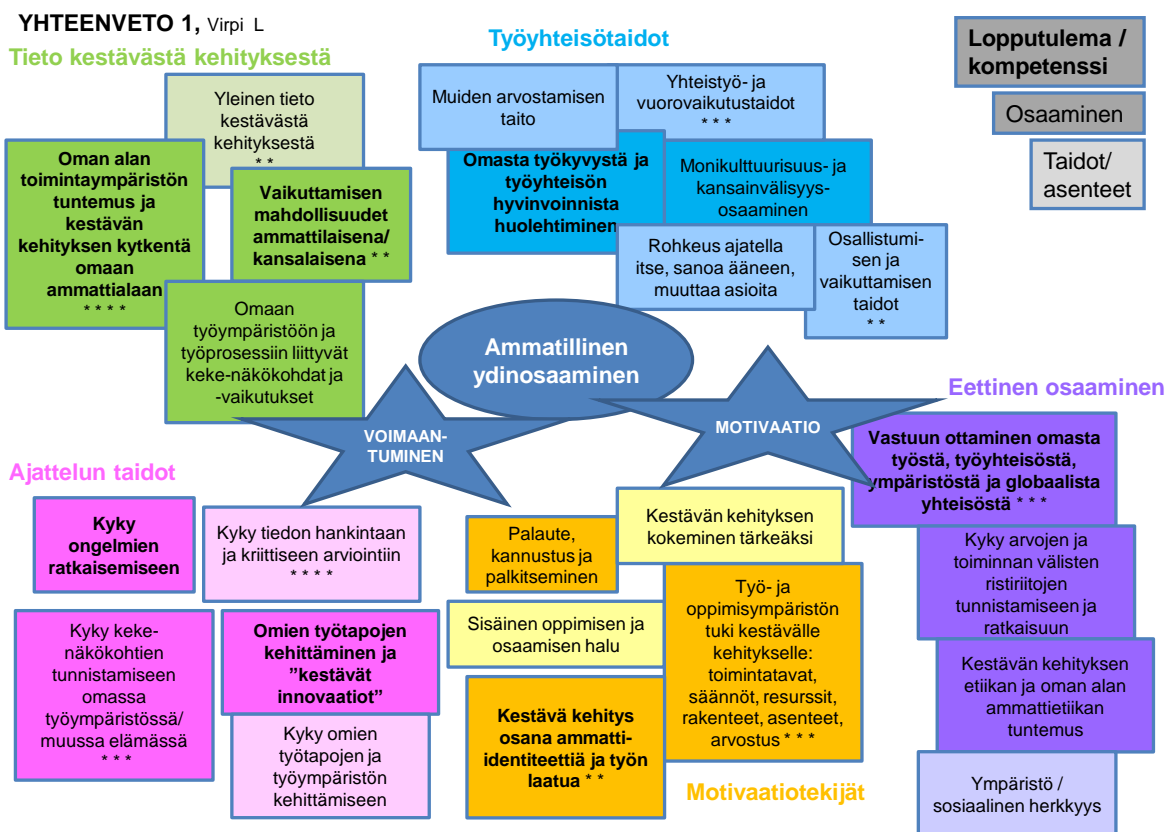 YHTEENVETO 1, Virpi L
Tieto kestävästä kehityksestä
Yleinen tieto
kestävästä
kehityksestä
* *
Oman alan
toimintaympäristön
tuntemus ja
kestävän
kehityksen kytkentä
omaan
ammattialaan
* * * *
Vaikuttamisen
mahdollisuudet
ammattilaisena/
kansalaisena * *
Omaan
työympäristöön ja
työprosessiin liittyvät
keke-näkökohdat ja
-vaikutukset
Työyhteisötaidot
Muiden arvostamisen
taito
Yhteistyö- ja
vuorovaikutustaidot
* * *
Omasta työkyvystä ja
työyhteisön
hyvinvoinnista
huolehtiminen
Monikulttuurisuus- ja
kansainvälisyys-
osaaminen
Rohkeus ajatella
itse, sanoa ääneen,
muuttaa asioita
Osallistumi-
sen ja
vaikuttamisen
taidot
* *
Lopputulema /
kompetenssi
Osaaminen
Taidot/
asenteet
Ammatillinen
ydinosaaminen
VOIMAAN-
TUMINEN
MOTIVAATIO
Eettinen osaaminen
Vastuun ottaminen omasta
työstä, työyhteisöstä,
ympäristöstä ja globaalista
yhteisöstä * * *
Kyky arvojen ja
toiminnan välisten
ristiriitojen
tunnistamiseen ja
ratkaisuun
Kestävän kehityksen
etiikan ja oman alan
ammattietiikan
tuntemus
Ympäristö /
sosiaalinen herkkyys
Ajattelun taidot
Kyky
ongelmien
ratkaisemiseen
Kyky tiedon hankintaan
ja kriittiseen arviointiin
* * * *
Kyky keke-
näkökohtien
tunnistamiseen
omassa
työympäristössä/
muussa elämässä
* * *
Omien työtapojen
kehittäminen ja
”kestävät
innovaatiot”
Kyky omien
työtapojen ja
työympäristön
kehittämiseen
Palaute,
kannustus ja
palkitseminen
Kestävän kehityksen
kokeminen tärkeäksi
Sisäinen oppimisen ja
osaamisen halu
Työ- ja
oppimisympäristön
tuki kestävälle
kehitykselle:
toimintatavat,
säännöt, resurssit,
rakenteet, asenteet,
arvostus * * *
Kestävä kehitys
osana ammatti-
identiteettiä ja työn
laatua * *
Motivaatiotekijät